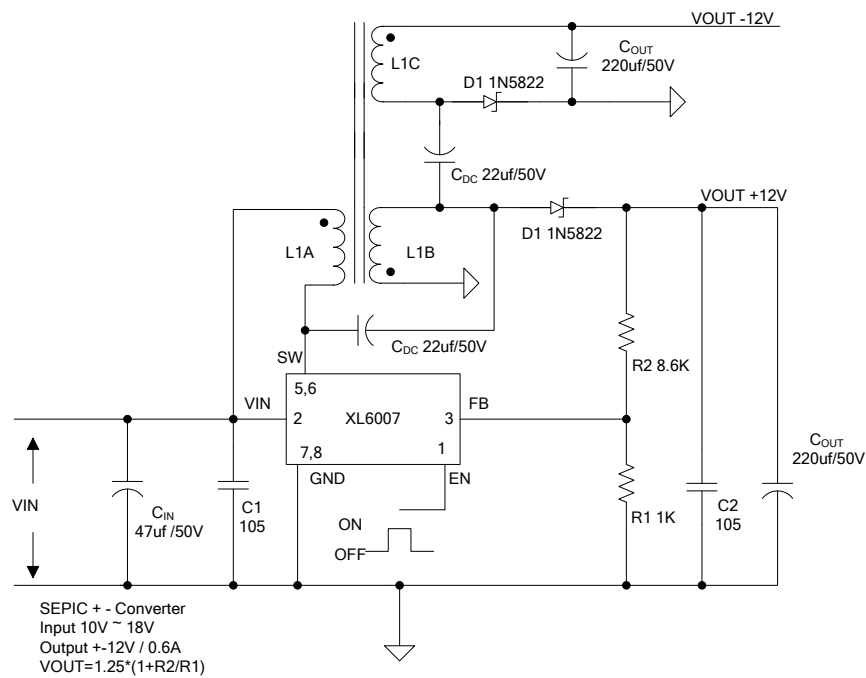 VOUT -12V
COUT
220uf/50V
L1C
D1 1N5822
CDC 22uf/50V
VOUT +12V
L1A
L1B
D1 1N5822
CDC 22uf/50V
SW
R2 8.6K
5,6
VIN
2
XL6007
3
FB
7,8
1
GND
EN
COUT
220uf/50V
VIN
CIN
47uf /50V
C1
105
ON
OFF
R1 1K
C2
105
SEPIC + - Converter
Input 10V ~ 18V
Output +-12V / 0.6A
VOUT=1.25*(1+R2/R1)